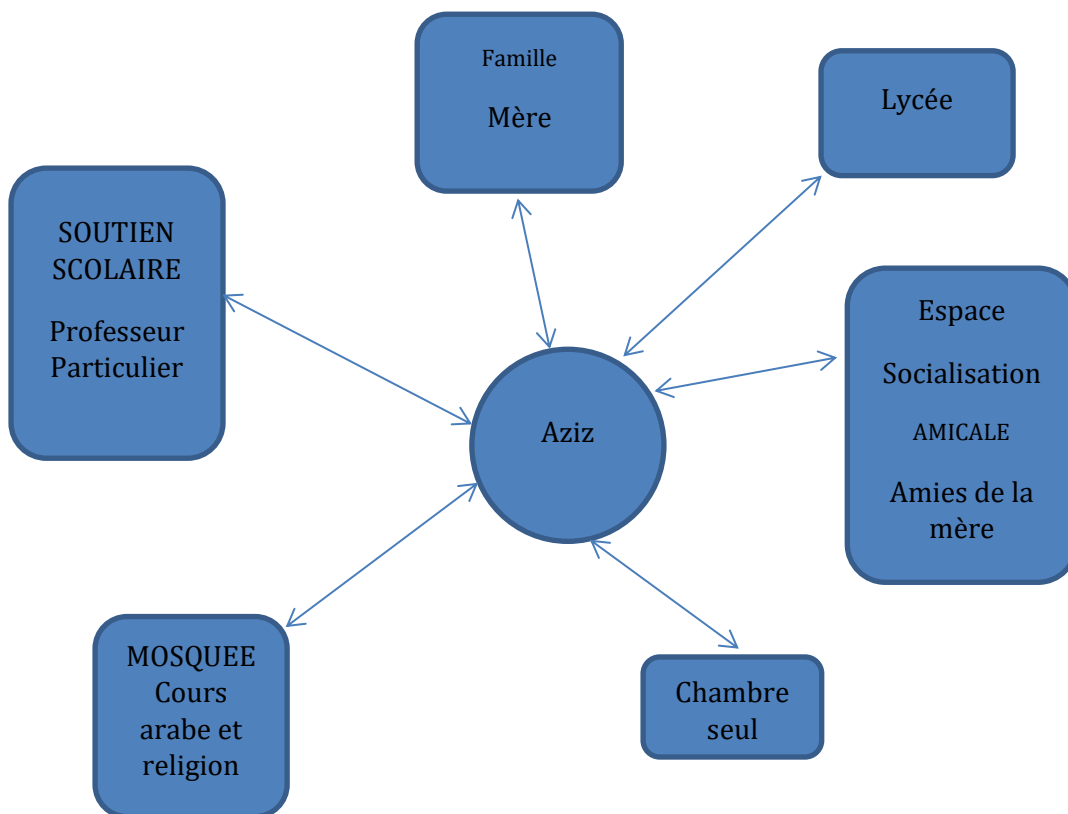 Famille
Mère
Lycée
SOUTIEN
SCOLAIRE
Professeur
Particulier
Espace
Socialisation
AMICALE
Amies de la
mère
Aziz
MOSQUEE
Cours
arabe et
religion
Chambre
seul